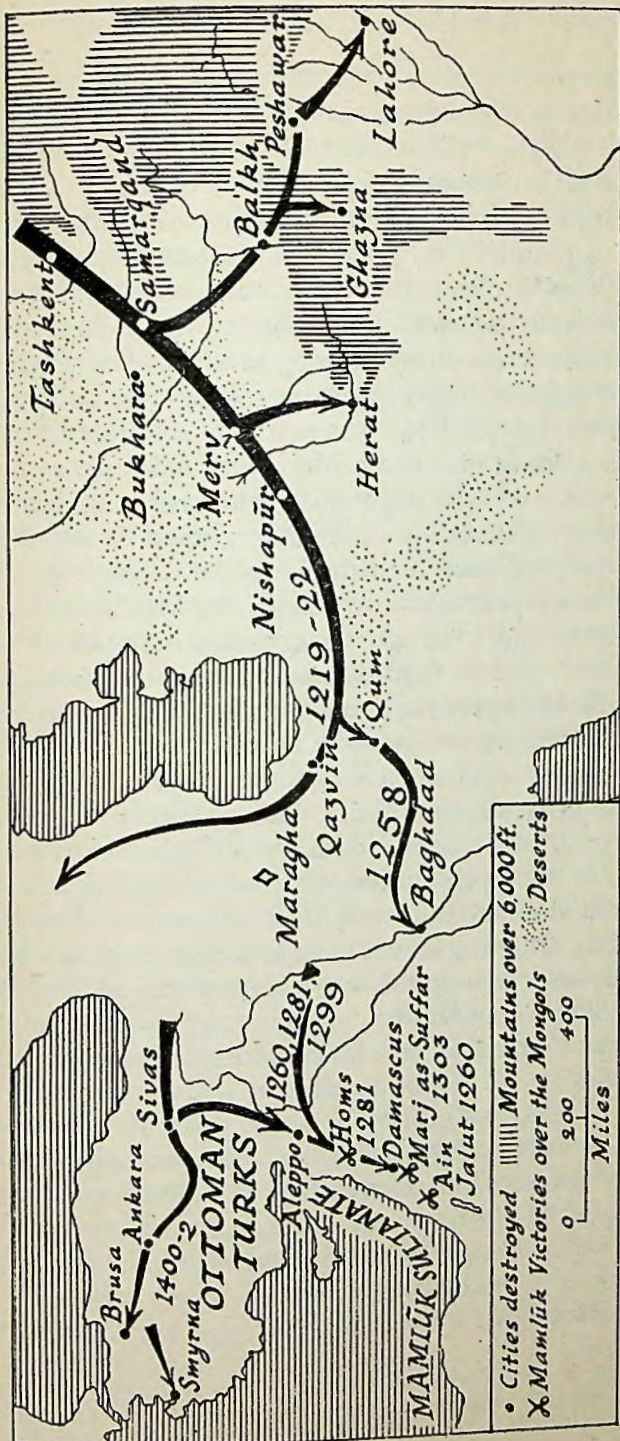 Tashkent
Samarqand
Bukhara
Merv
Nishapūr
Balkh
Peshawar
Lahore
Ghazna
Herat
1219-22
Qazvin
Qum
Maragha
1258
Baghdad
Sivas
Ankara
Brusa
1400-2
Smyrna
OTTOMAN
TURKS
1260, 1281,
1299
Aleppo
Homs
1281
Damascus
Marj as-Suffar
1303
Ain
Jalut 1260
MAMLŪK SULTANATE
Cities destroyed Mountains over 6,000 ft.
Mamlūk Victories over the Mongols Deserts
0 200 400
Miles